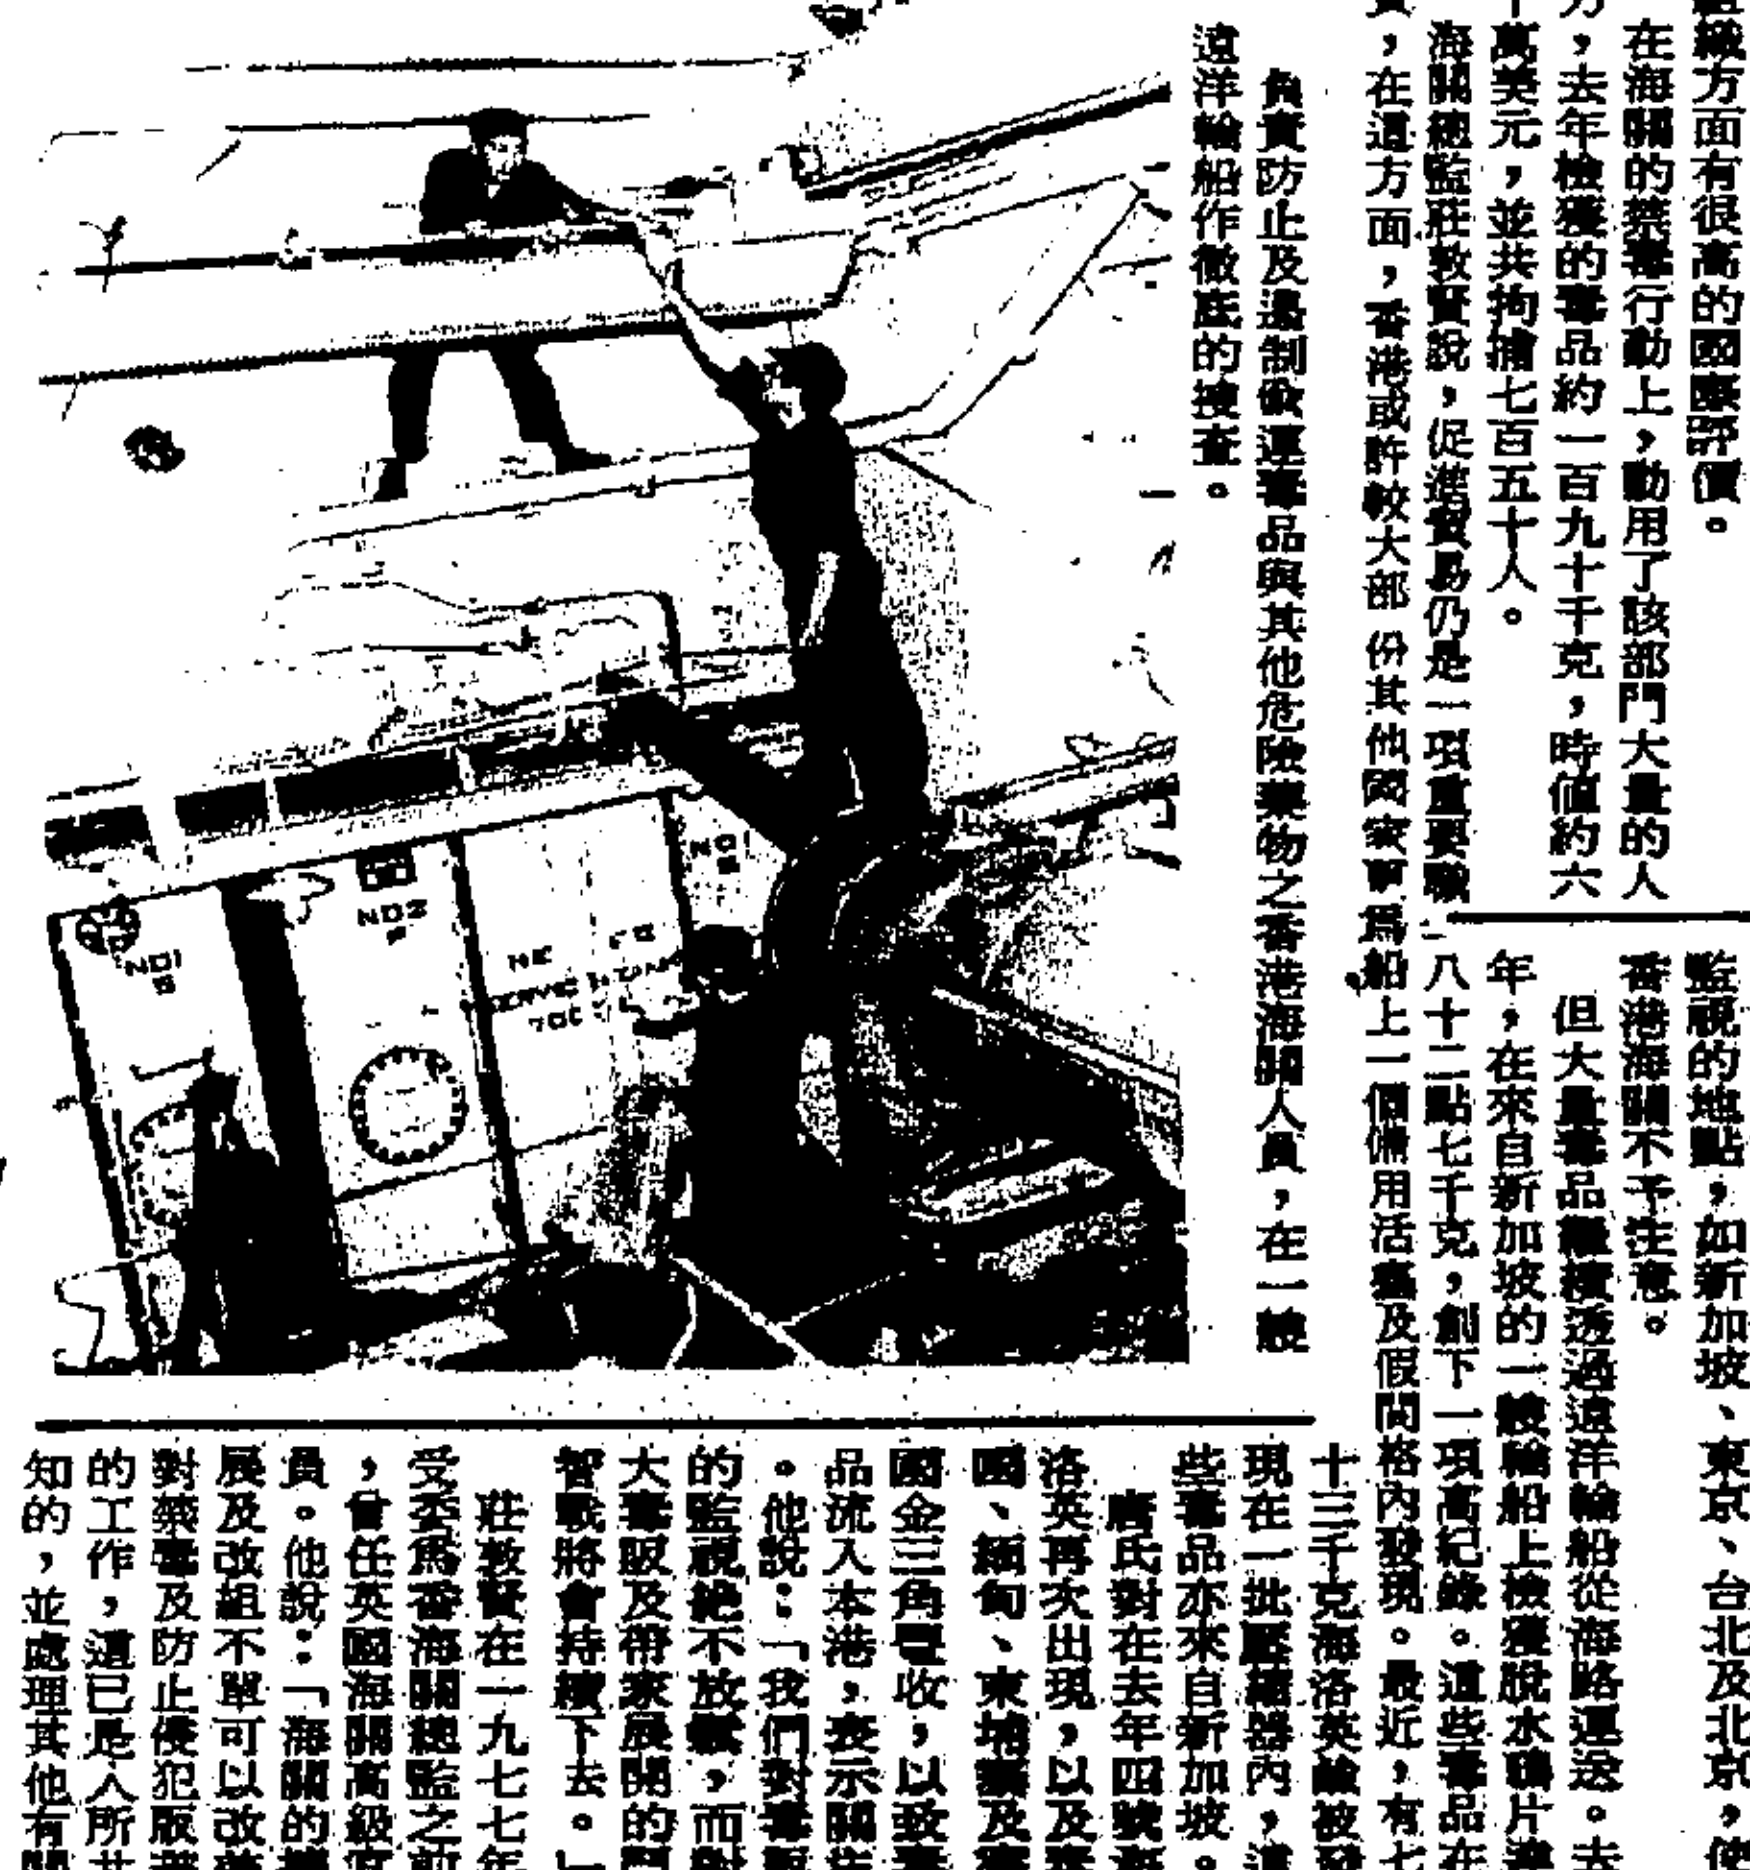 組織方面有很高的國際評價。
在海關的禁毒行動上，動用了該部門大量的人
力，去年檢獲的毒品約一百九十千克，時值約六
十萬美元，並共拘捕七百五十人。
海關總監莊敦賢說，促進貿易仍是一項重要職
責，在這方面，香港或許較大部份其他國家
負責防止及遏制偷運毒品與其他危險藥物之香港海關人員，在一艘
遠洋輪船作徹底的搜查。
監視的地點，如新加坡、東京、台北及北京，使
香港海關不予注意。
但大量毒品繼續透過遠洋輪船從海路運送。去
年，在來自新加坡的一艘輪船上檢獲脫水鴉片達
八十二點七千克，創下一項高紀錄。這些毒品在
船上一個備用活塞及假間格內發現。最近，有七
十三千克海洛英鹼被發
現在一批壓縮器內，這
些毒品亦來自新加坡。
唐氏對在去年四號海
洛英再次出現，以及泰
國、緬甸、東埔寨及寮
國金三角豐收，以致毒
品流入本港，表示關注
。他說：「我們對毒販
的監視絕不放鬆，而對
大毒販及帶家展開的鬥
智戰將會持續下去。」
莊敦賢在一九七七年
受委爲香港海關總監之前
，曾任英國海關高級官
員。他說：「海關的擴
展及改組不單可以改善
對禁毒及防止侵犯版權
的工作，這已是人所共
知的，並處理其他有關
NO1
S
NO2
P
NO1
S